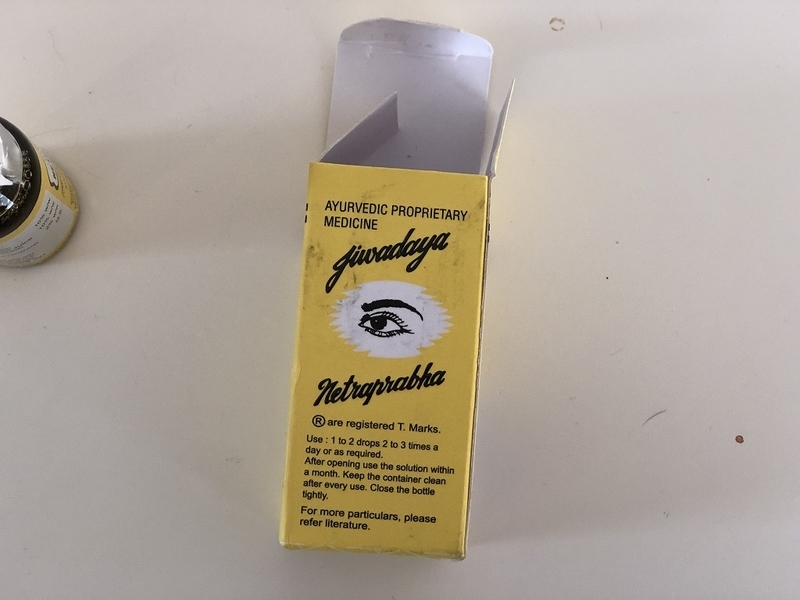 AYURVEDIC PROPRIETARY
MEDICINE
Jiwadaya
Netraprabha
® are registered T. Marks.
Use : 1 to 2 drops 2 to 3 times a
day or as required.
After opening use the solution within
a month. Keep the container clean
after every use. Close the bottle
tightly.
For more particulars, please
refer literature.